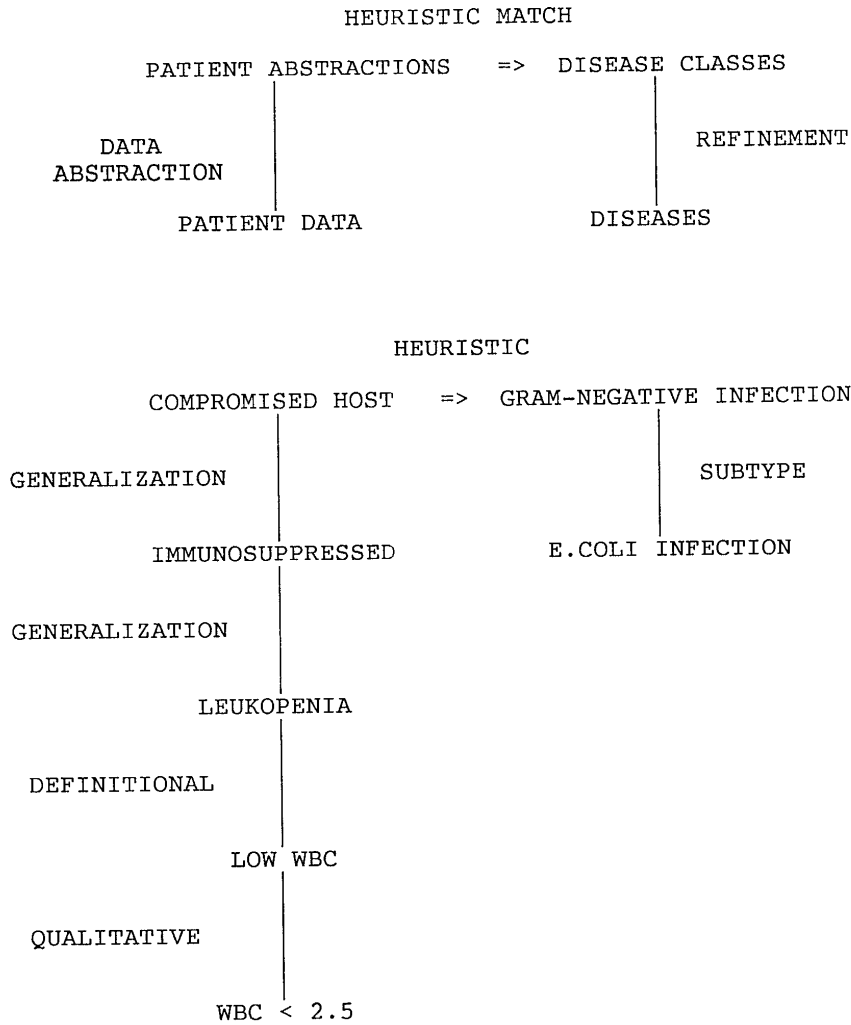 HEURISTIC MATCH
PATIENT ABSTRACTIONS => DISEASE CLASSES
DATA
ABSTRACTION
REFINEMENT
PATIENT DATA
DISEASES
HEURISTIC
COMPROMISED HOST => GRAM-NEGATIVE INFECTION
GENERALIZATION
SUBTYPE
IMMUNOSUPPRESSED
E.COLI INFECTION
GENERALIZATION
LEUKOPENIA
DEFINITIONAL
LOW WBC
QUALITATIVE
WBC < 2.5